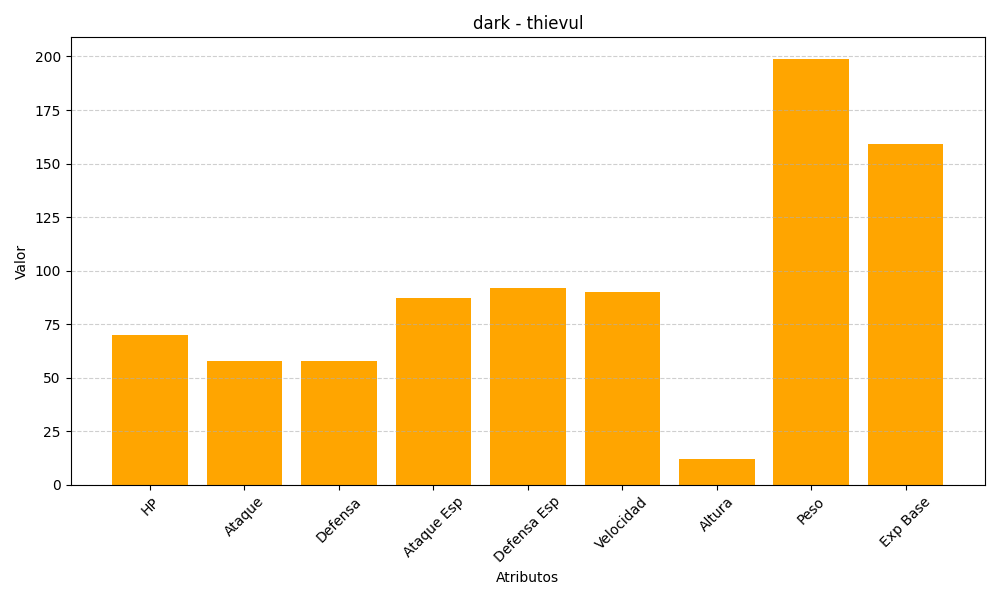 dark - thievul
Valor
200
175
150
125
100
75
50
25
0
HP
Ataque
Defensa
Ataque Esp
Defensa Esp
Velocidad
Altura
Peso
Exp Base
Atributos